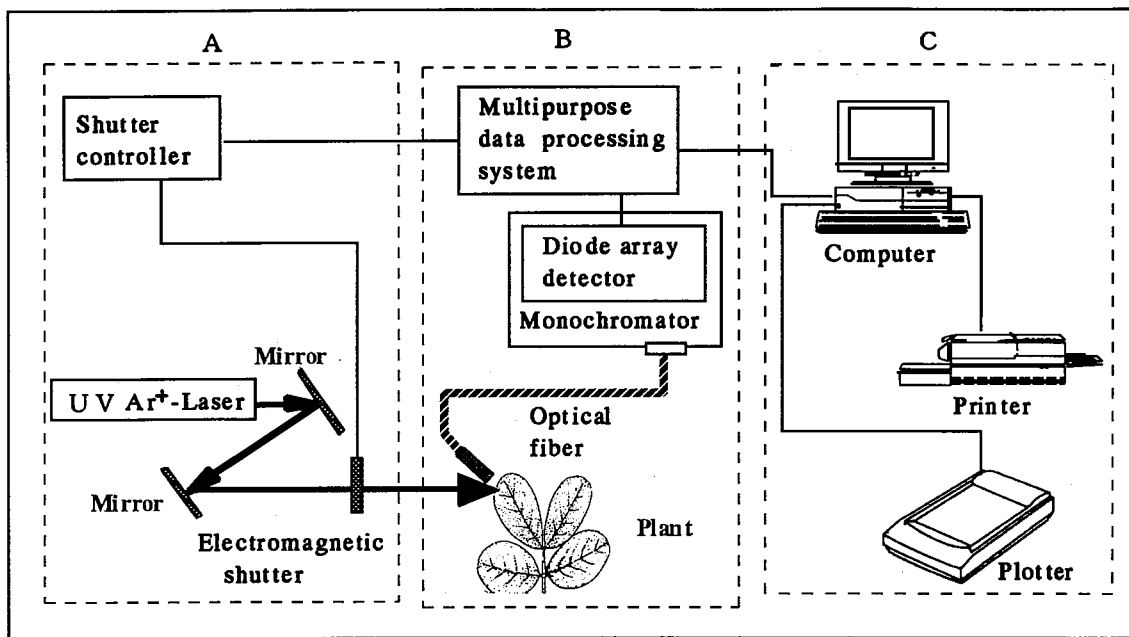 A
B
C
Shutter
controller
Multipurpose
data processing
system
Diode array
detector
Monochromator
Computer
Mirror
UV Ar+-Laser
Optical
fiber
Printer
Mirror
Electromagnetic
shutter
Plant
Plotter